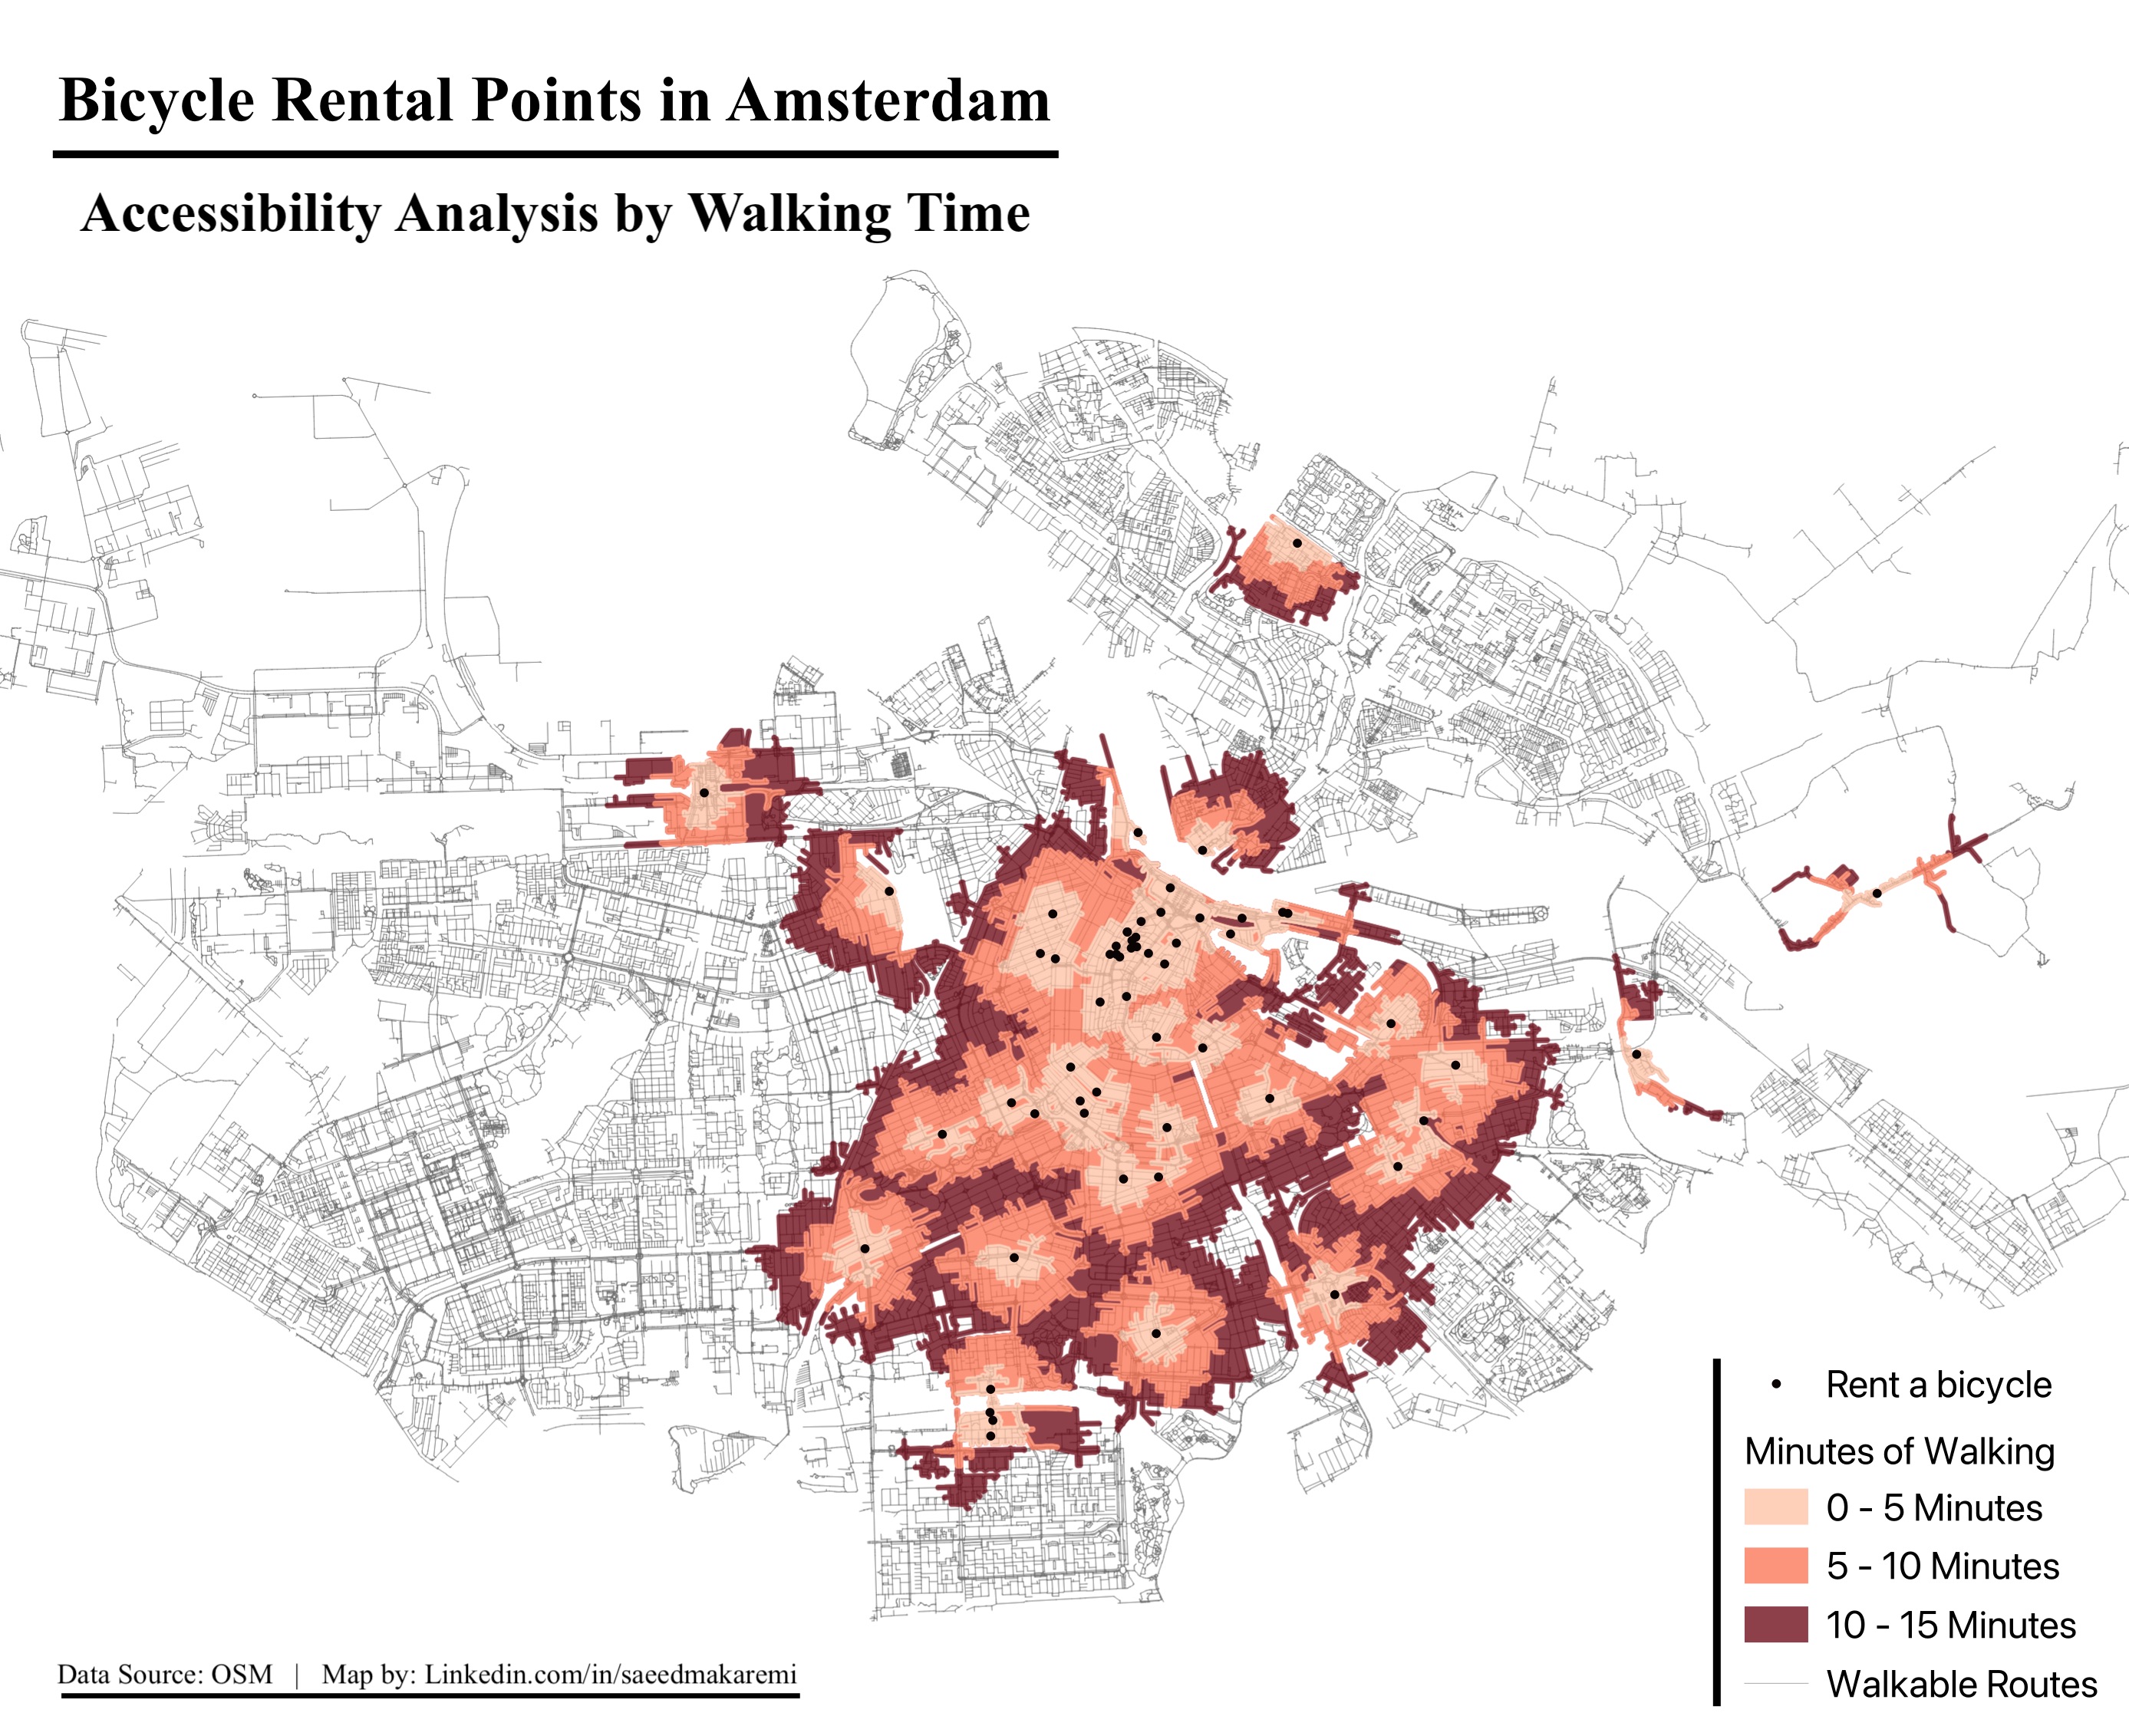 Bicycle Rental Points in Amsterdam
Accessibility Analysis by Walking Time
Rent a bicycle
Minutes of Walking
0 - 5 Minutes
5 - 10 Minutes
10 - 15 Minutes
Walkable Routes
Data Source: OSM | Map by: Linkedin.com/in/saeedmakaremi